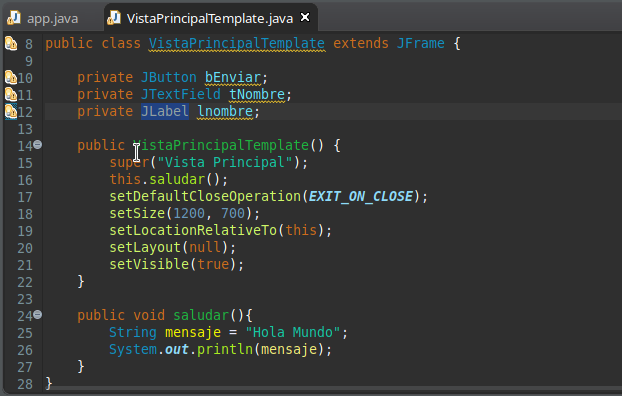 app.java VistaPrincipalTemplate.java
8 public class VistaPrincipalTemplate extends JFrame {
9
10 private JButton bEnviar;
11 private JTextField tNombre;
12 private JLabel lnombre;
13
14 public VistaPrincipalTemplate() {
15 super("Vista Principal");
16 this.saludar();
17 setDefaultCloseOperation(EXIT_ON_CLOSE);
18 setSize(1200, 700);
19 setLocationRelativeTo(this);
20 setLayout(null);
21 setVisible(true);
22 }
23
24 public void saludar(){
25 String mensaje = "Hola Mundo";
26 System.out.println(mensaje);
27 }
28 }